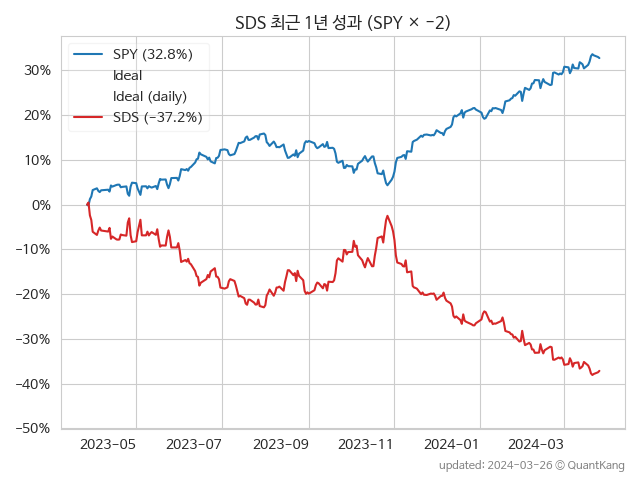 SDS 최근 1년 성과 (SPY × −2)
SPY (32.8%)
Ideal
Ideal (daily)
SDS (−37.2%)
30%
20%
10%
0%
−10%
−20%
−30%
−40%
−50%
2023−05
2023−07
2023−09
2023−11
2024−01
2024−03
updated: 2024−03−26 © QuantKang